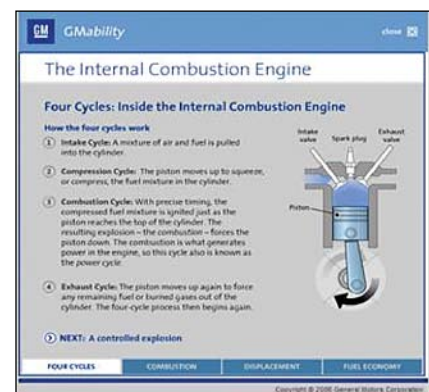 GM GMability close
The Internal Combustion Engine
Four Cycles: Inside the Internal Combustion Engine
How the four cycles work
1 Intake Cycle: A mixture of air and fuel is pulled
into the cylinder.
2 Compression Cycle: The piston moves up to squeeze,
or compress, the fuel mixture in the cylinder.
3 Combustion Cycle: With precise timing, the
compressed fuel mixture is ignited just as the
piston reaches the top of the cylinder. The
resulting explosion – the combustion – forces the
piston down. The combustion is what generates
power in the engine, so this cycle also is known as
the power cycle.
4 Exhaust Cycle: The piston moves up again to force
any remaining fuel or burned gases out of the
cylinder. The four-cycle process then begins again.
NEXT: A controlled explosion
Intake
valve
Spark plug
Exhaust
valve
Piston
FOUR CYCLES COMBUSTION DISPLACEMENT FUEL ECONOMY
Copyright © 2006 General Motors Corporation